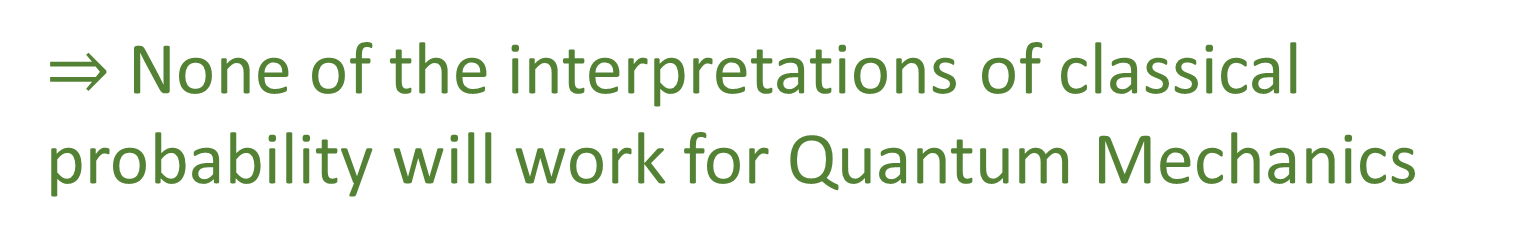 ⇒ None of the interpretations of classical
probability will work for Quantum Mechanics